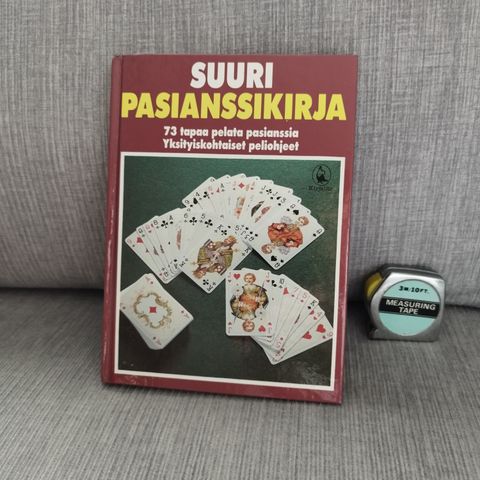 SUURI
PASIANSSIKIRJA
73 tapaa pelata pasianssia
Yksityiskohtaiset peliohjeet
3M/10FT.
MEASURING
TAPE